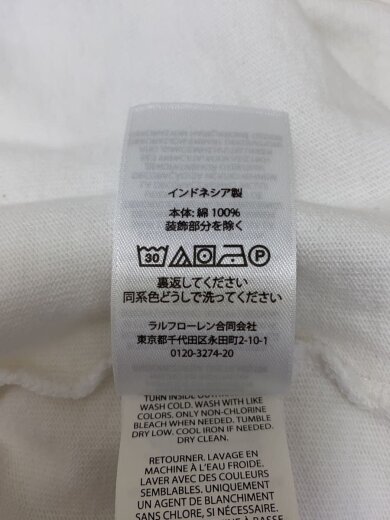 インドネシア製
本体: 綿 100%
装飾部分を除く
30 P
裏返してください
同系色どうしで洗ってください
ラルフローレン合同会社
東京都千代田区永田町2-10-1
0120-3274-20
TURN INSIDE OUT.
WASH COLD. WASH WITH LIKE
COLORS. ONLY NON-CHLORINE
BLEACH WHEN NEEDED. TUMBLE
DRY LOW. COOL IRON IF NEEDED.
DRY CLEAN.
RETOURNER. LAVAGE EN
MACHINE À L'EAU FROIDE.
LAVER AVEC DES COULEURS
SEMBLABLES, UNIQUEMENT
UN AGENT DE BLANCHIMENT
SANS CHLORE, SI NÉCESSAIRE.